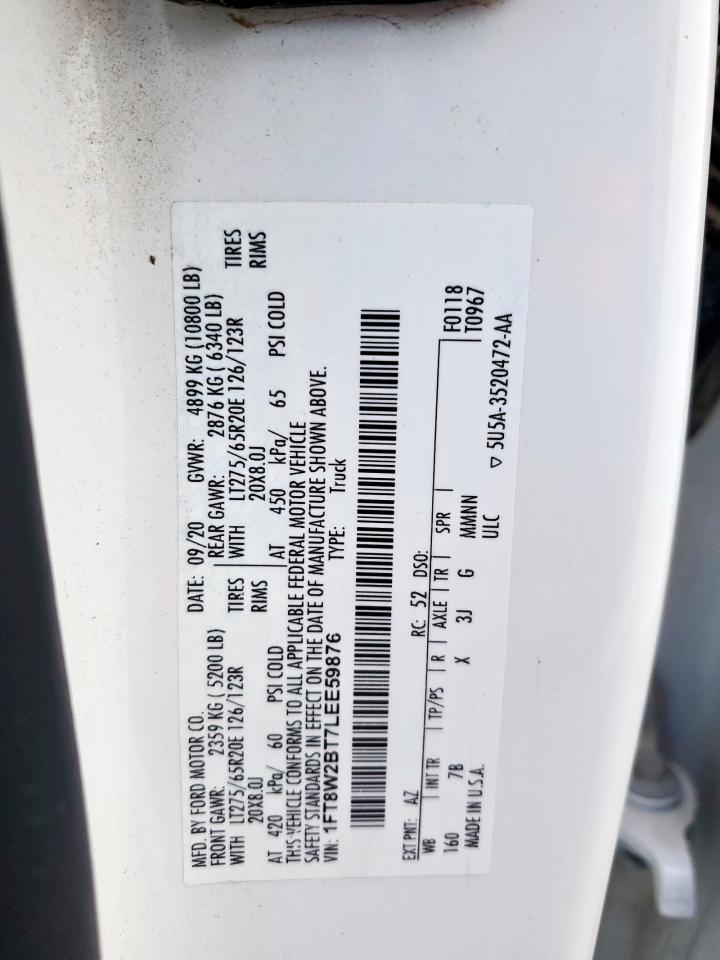 MFD. BY FORD MOTOR CO. DATE: 09/20 GVWR: 4899 KG (10800 LB)
FRONT GAWR: 2359 KG ( 5200 LB) REAR GAWR: 2876 KG ( 6340 LB)
WITH LT275/65R20E 126/123R TIRES WITH LT275/65R20E 126/123R TIRES
20X8.0J RIMS 20X8.0J RIMS
AT 420 kPa/ 60 PSI COLD AT 450 kPa/ 65 PSI COLD
THIS VEHICLE CONFORMS TO ALL APPLICABLE FEDERAL MOTOR VEHICLE
SAFETY STANDARDS IN EFFECT ON THE DATE OF MANUFACTURE SHOWN ABOVE.
VIN: 1FT8W2BT7LEE59876 TYPE: Truck
EXT PNT: AZ RC: 52 DSO:
WB INT TR TP/PS R AXLE TR SPR F0118
160 7B X 3J G MMNN T0967
MADE IN U.S.A. ULC ▽ 5U5A-3520472-AA